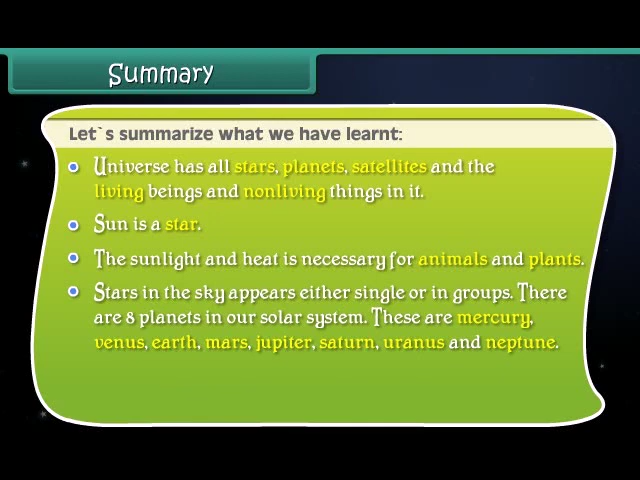 Summary
Let`s summarize what we have learnt:
Universe has all stars, planets, satellites and the
living beings and nonliving things in it.
Sun is a star.
The sunlight and heat is necessary for animals and plants.
Stars in the sky appears either single or in groups. There
are 8 planets in our solar system. These are mercury,
venus, earth, mars, jupiter, saturn, uranus and neptune.